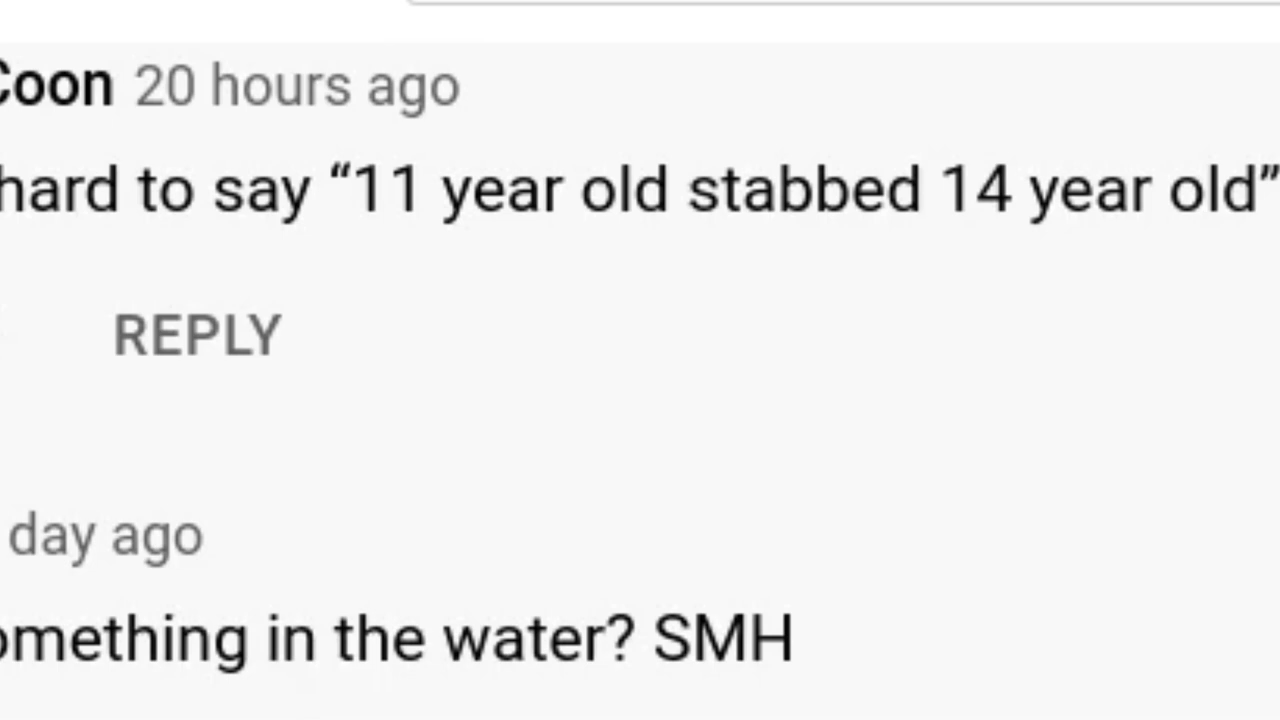 Coon 20 hours ago
hard to say “11 year old stabbed 14 year old”
REPLY
day ago
omething in the water? SMH